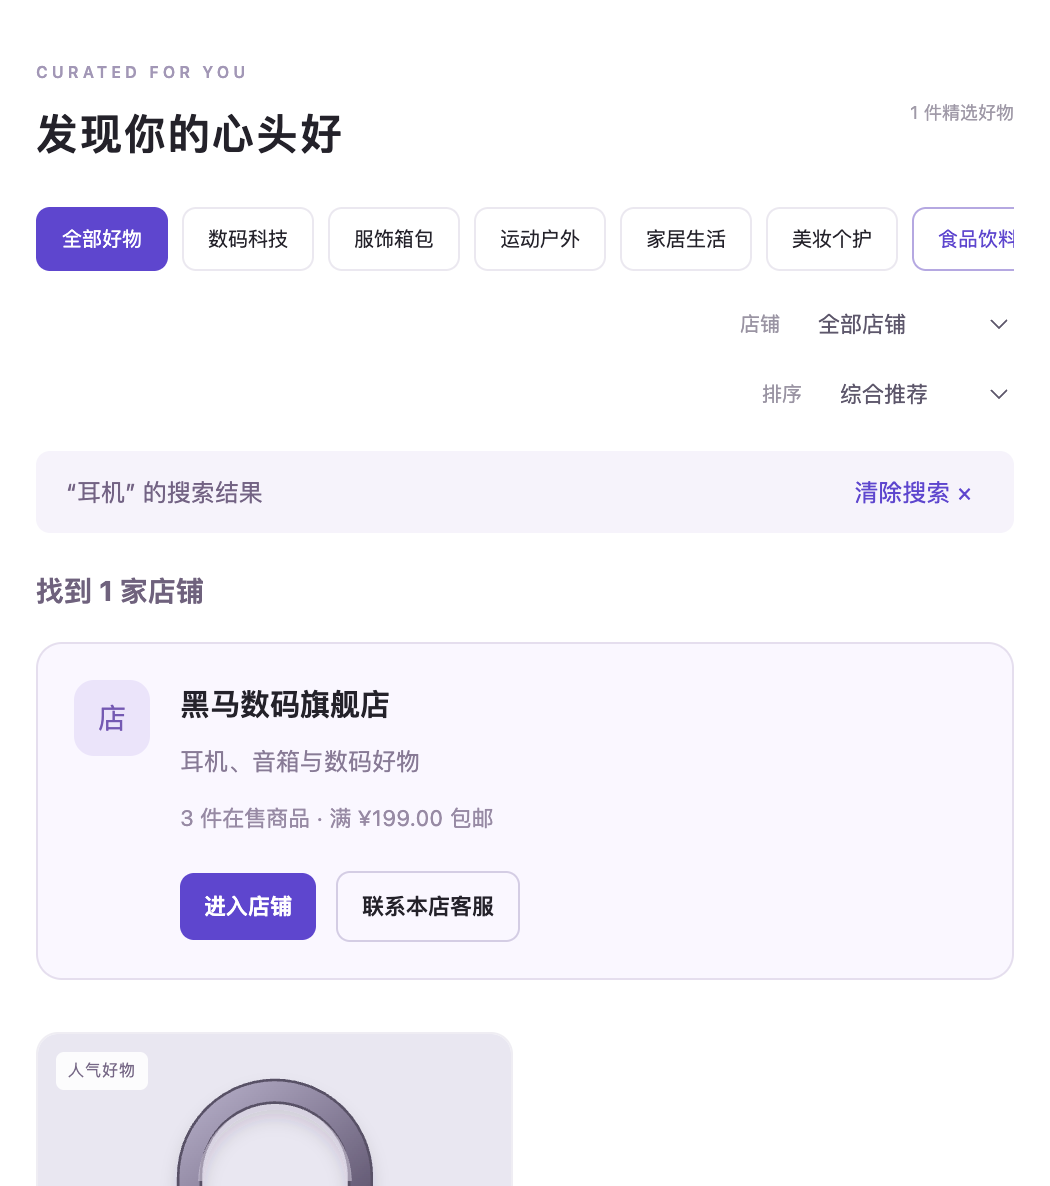 CURATED FOR YOU
发现你的心头好
1 件精选好物
全部好物
数码科技
服饰箱包
运动户外
家居生活
美妆个护
食品饮料
店铺
全部店铺
排序
综合推荐
“耳机” 的搜索结果
清除搜索 ×
找到 1 家店铺
店
黑马数码旗舰店
耳机、音箱与数码好物
3 件在售商品 · 满 ¥199.00 包邮
进入店铺
联系本店客服
人气好物